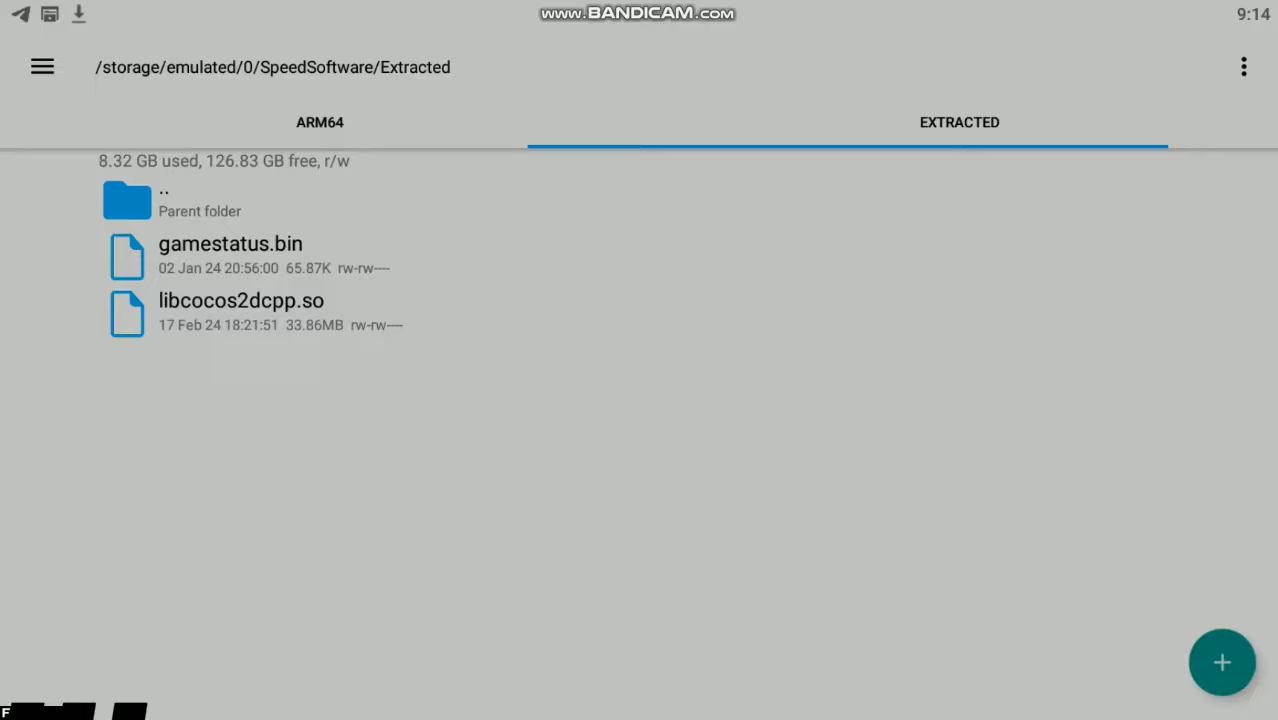 www.BANDICAM.com
9:14
/storage/emulated/0/SpeedSoftware/Extracted
ARM64
EXTRACTED
8.32 GB used, 126.83 GB free, r/w
..
Parent folder
gamestatus.bin
02 Jan 24 20:56:00 65.87K rw-rw----
libcocos2dcpp.so
17 Feb 24 18:21:51 33.86MB rw-rw----
F